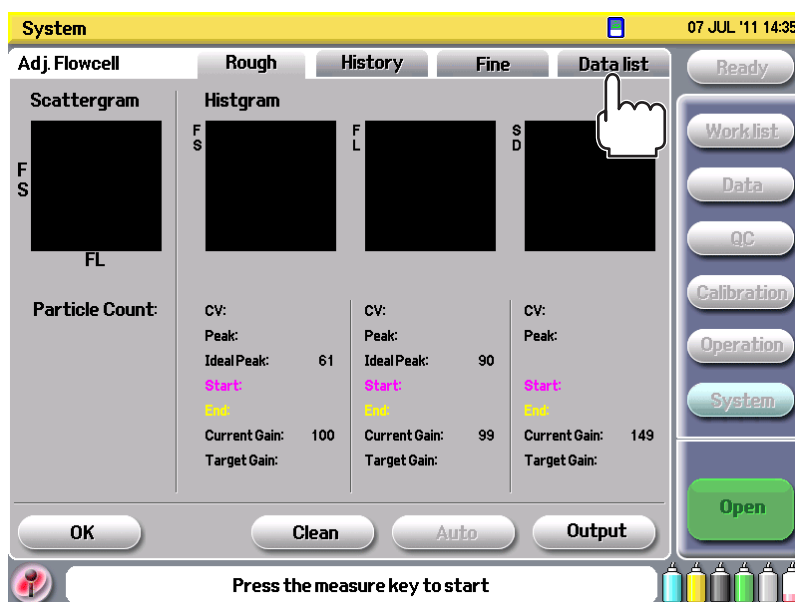 System
07 JUL '11 14:35
Adj. Flowcell
Rough
History
Fine
Data list
Ready
Scattergram
Histgram
F
S
FL
F
S
F
L
S
D
Work list
Data
QC
Calibration
Operation
System
Open
Particle Count:
CV:
Peak:
Ideal Peak: 61
Start:
End:
Current Gain: 100
Target Gain:
CV:
Peak:
Ideal Peak: 90
Start:
End:
Current Gain: 99
Target Gain:
CV:
Peak:
Start:
End:
Current Gain: 149
Target Gain:
OK
Clean
Auto
Output
i
Press the measure key to start